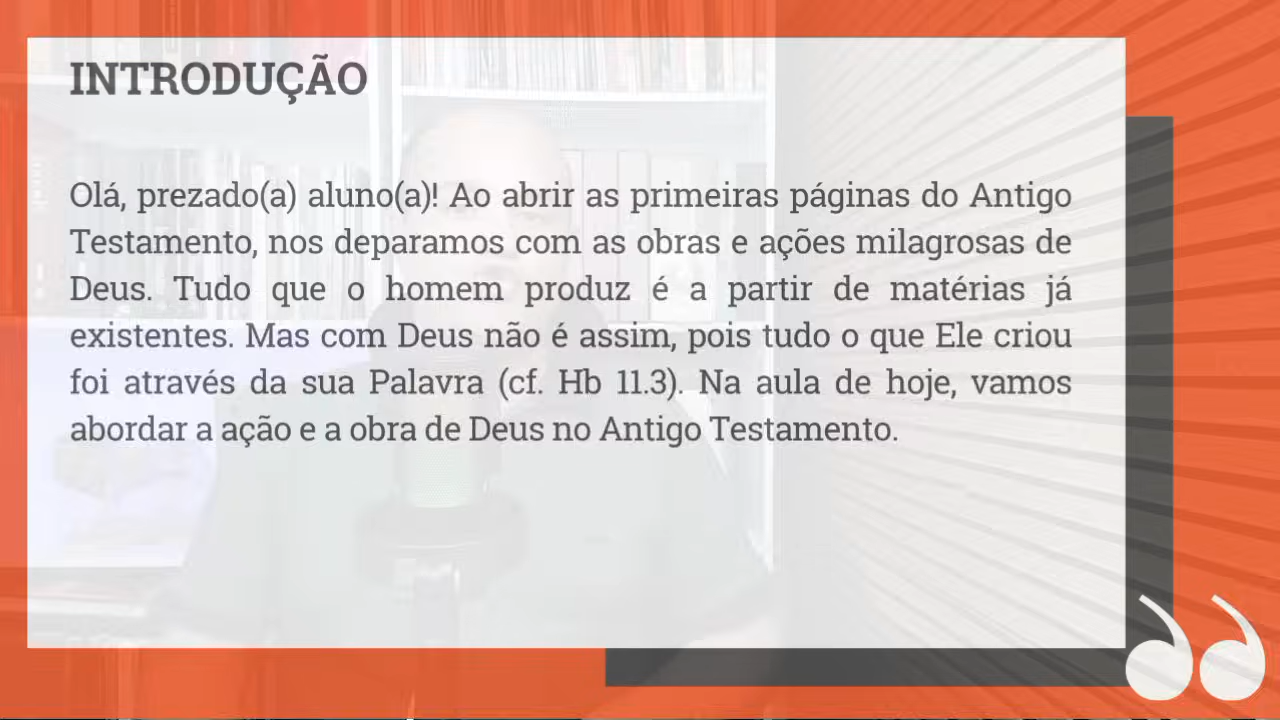 INTRODUÇÃO
Olá, prezado(a) aluno(a)! Ao abrir as primeiras páginas do Antigo
Testamento, nos deparamos com as obras e ações milagrosas de
Deus. Tudo que o homem produz é a partir de matérias já
existentes. Mas com Deus não é assim, pois tudo o que Ele criou
foi através da sua Palavra (cf. Hb 11.3). Na aula de hoje, vamos
abordar a ação e a obra de Deus no Antigo Testamento.